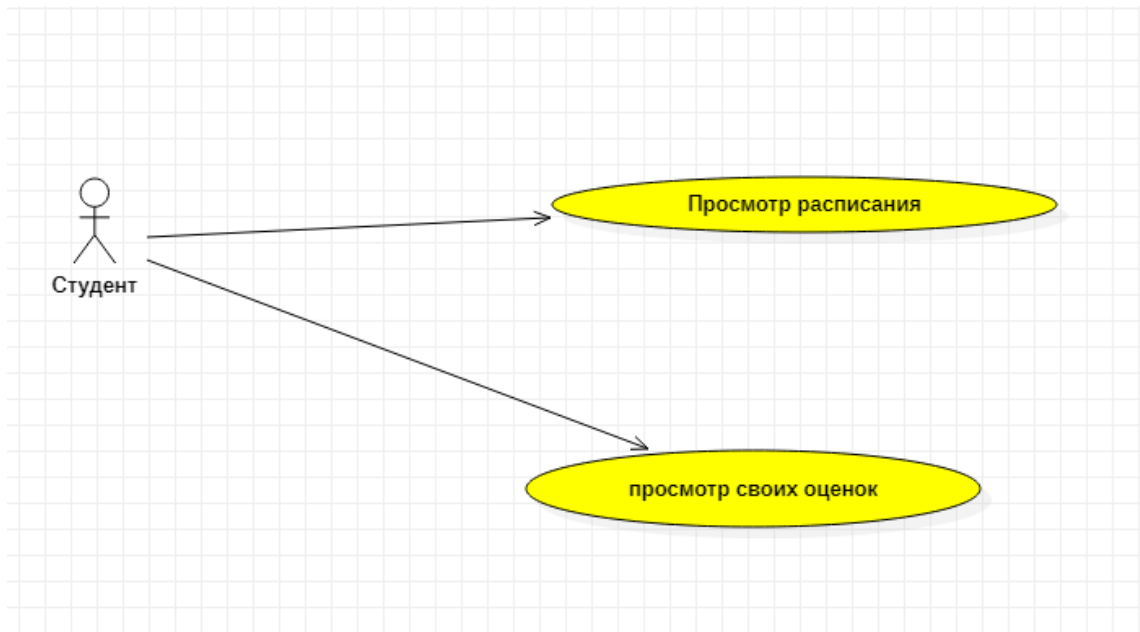 Просмотр расписания
Студент
просмотр своих оценок